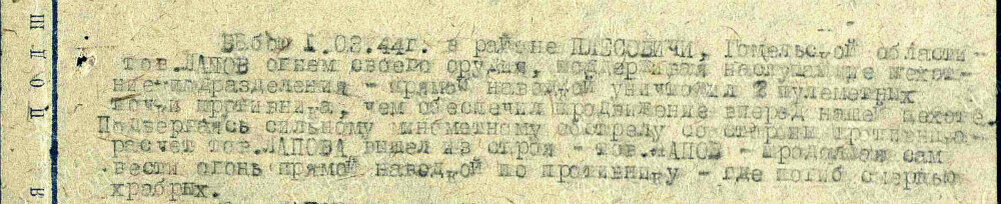 В бою 1.02.44г. в районе ПЛЕСОВИЧИ, Гомельской области -
тов.ЛАПОВ огнем своего орудия, поддерживая наступающие пехот-
ные подразделения - прямой наводкой уничтожил 2 пулеметных
точки противника, чем обеспечил продвижение вперед нашей пехоте.
Подвергаясь сильному минометному обстрелу со стороны противника-
расчет тов.ЛАПОВА вышел из строя - тов.ЛАПОВ - продолжая сам
вести огонь прямой наводкой по противнику - где погиб смертью
храбрых.